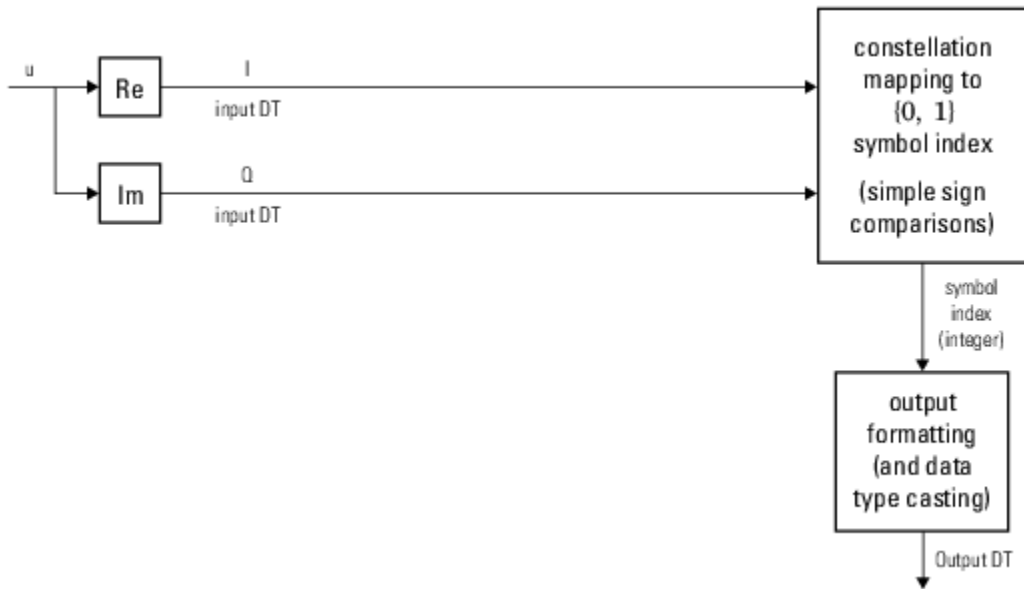 u
Re
I
input DT
Im
Q
input DT
constellation
mapping to
{0, 1}
symbol index
(simple sign
comparisons)
symbol
index
(integer)
output
formatting
(and data
type casting)
Output DT